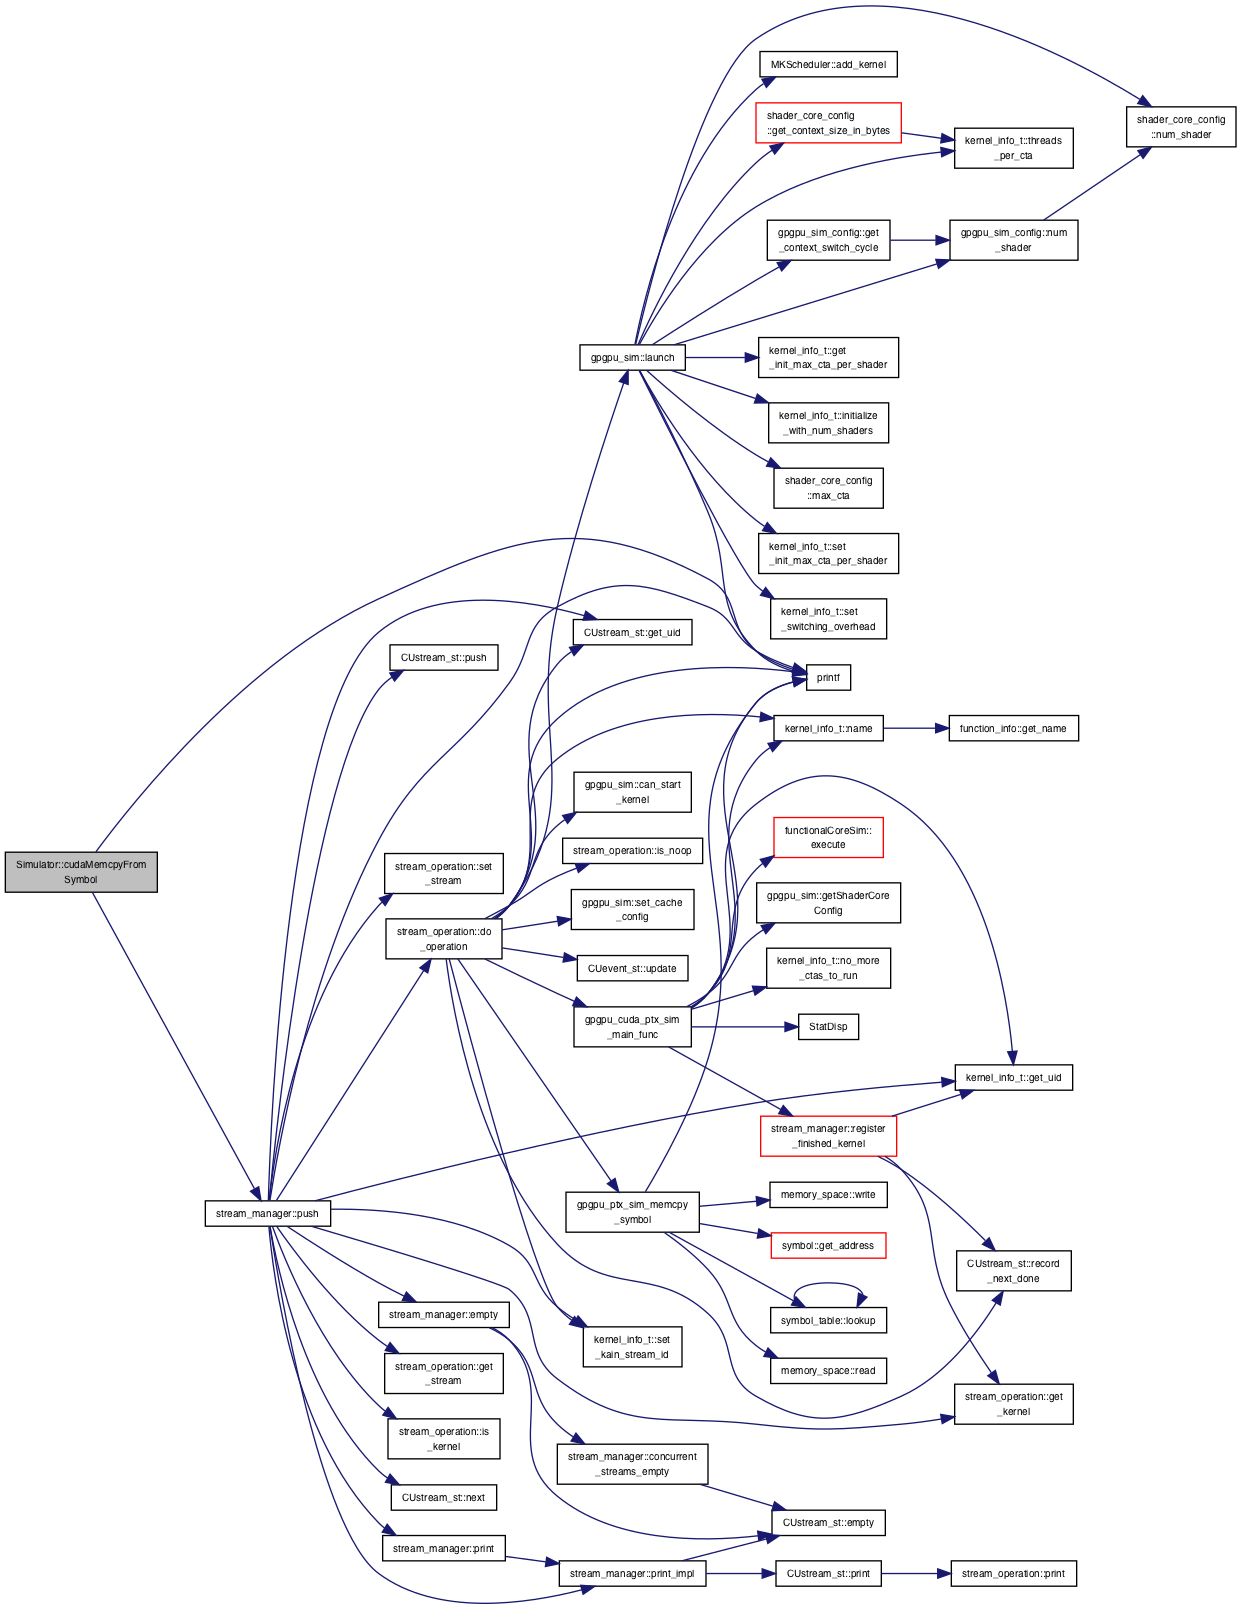 MKScheduler::add_kernel
shader_core_config
::get_context_size_in_bytes
shader_core_config
::num_shader
kernel_info_t::threads
_per_cta
gpgpu_sim_config::get
_context_switch_cycle
gpgpu_sim_config::num
_shader
gpgpu_sim::launch
kernel_info_t::get
_init_max_cta_per_shader
kernel_info_t::initialize
_with_num_shaders
shader_core_config
::max_cta
kernel_info_t::set
_init_max_cta_per_shader
kernel_info_t::set
_switching_overhead
CUstream_st::get_uid
CUstream_st::push
printf
kernel_info_t::name
function_info::get_name
gpgpu_sim::can_start
_kernel
functionalCoreSim::
execute
stream_operation::is_noop
Simulator::cudaMemcpyFrom
Symbol
stream_operation::set
_stream
gpgpu_sim::set_cache
_config
gpgpu_sim::getShaderCore
Config
stream_operation::do
_operation
CUevent_st::update
kernel_info_t::no_more
_ctas_to_run
gpgpu_cuda_ptx_sim
_main_func
StatDisp
kernel_info_t::get_uid
stream_manager::register
_finished_kernel
stream_manager::push
gpgpu_ptx_sim_memcpy
_symbol
memory_space::write
symbol::get_address
CUstream_st::record
_next_done
stream_manager::empty
symbol_table::lookup
kernel_info_t::set
_kain_stream_id
stream_operation::get
_stream
memory_space::read
stream_operation::get
_kernel
stream_operation::is
_kernel
stream_manager::concurrent
_streams_empty
CUstream_st::next
CUstream_st::empty
stream_manager::print
stream_manager::print_impl
CUstream_st::print
stream_operation::print